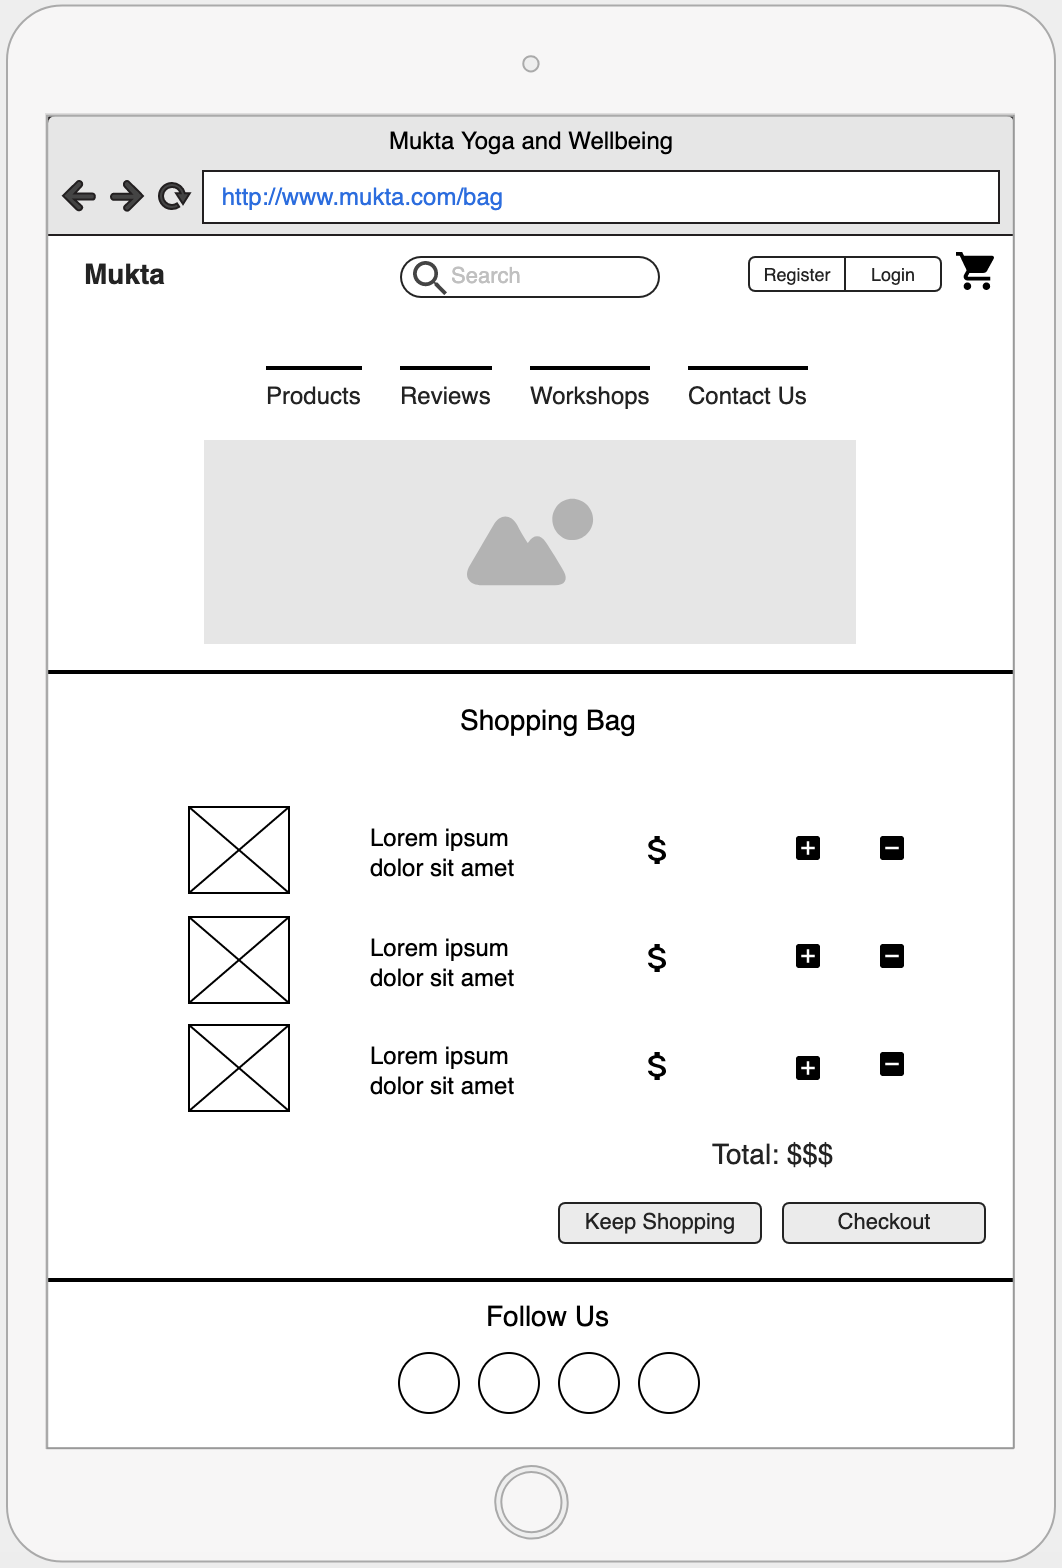 Mukta Yoga and Wellbeing
http://www.mukta.com/bag
Mukta
Search
Register
Login
Products
Reviews
Workshops
Contact Us
Shopping Bag
Lorem ipsum
dolor sit amet
$
Lorem ipsum
dolor sit amet
$
Lorem ipsum
dolor sit amet
$
Total: $$$
Keep Shopping
Checkout
Follow Us